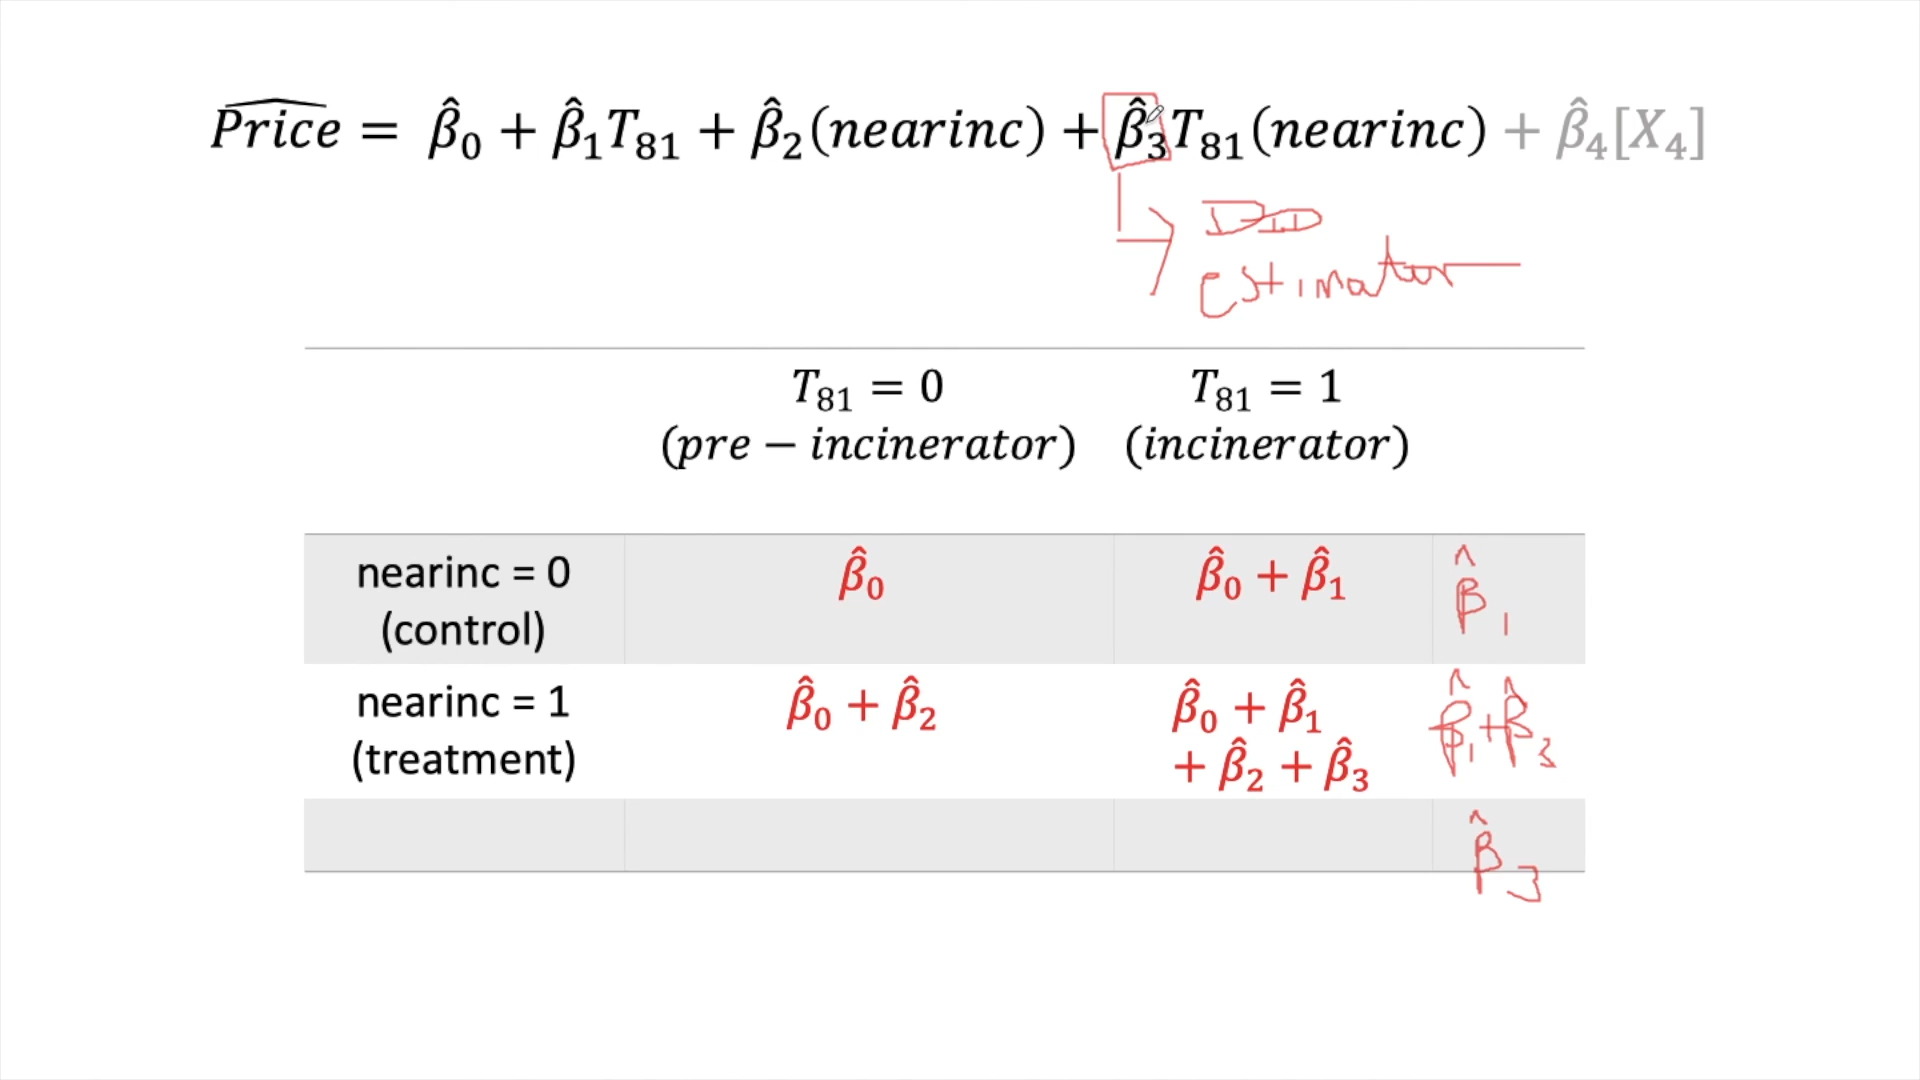 P̂rice = β̂₀ + β̂₁T₈₁ + β̂₂(nearinc) + β̂₃T₈₁(nearinc) + β̂₄[X₄]
DID
estimator
T₈₁ = 0 T₈₁ = 1
(pre − incinerator) (incinerator)
nearinc = 0 β̂₀ β̂₀ + β̂₁ β̂₁
(control)
nearinc = 1 β̂₀ + β̂₂ β̂₀ + β̂₁ β̂₁+β̂₃
(treatment) + β̂₂ + β̂₃
β̂₃